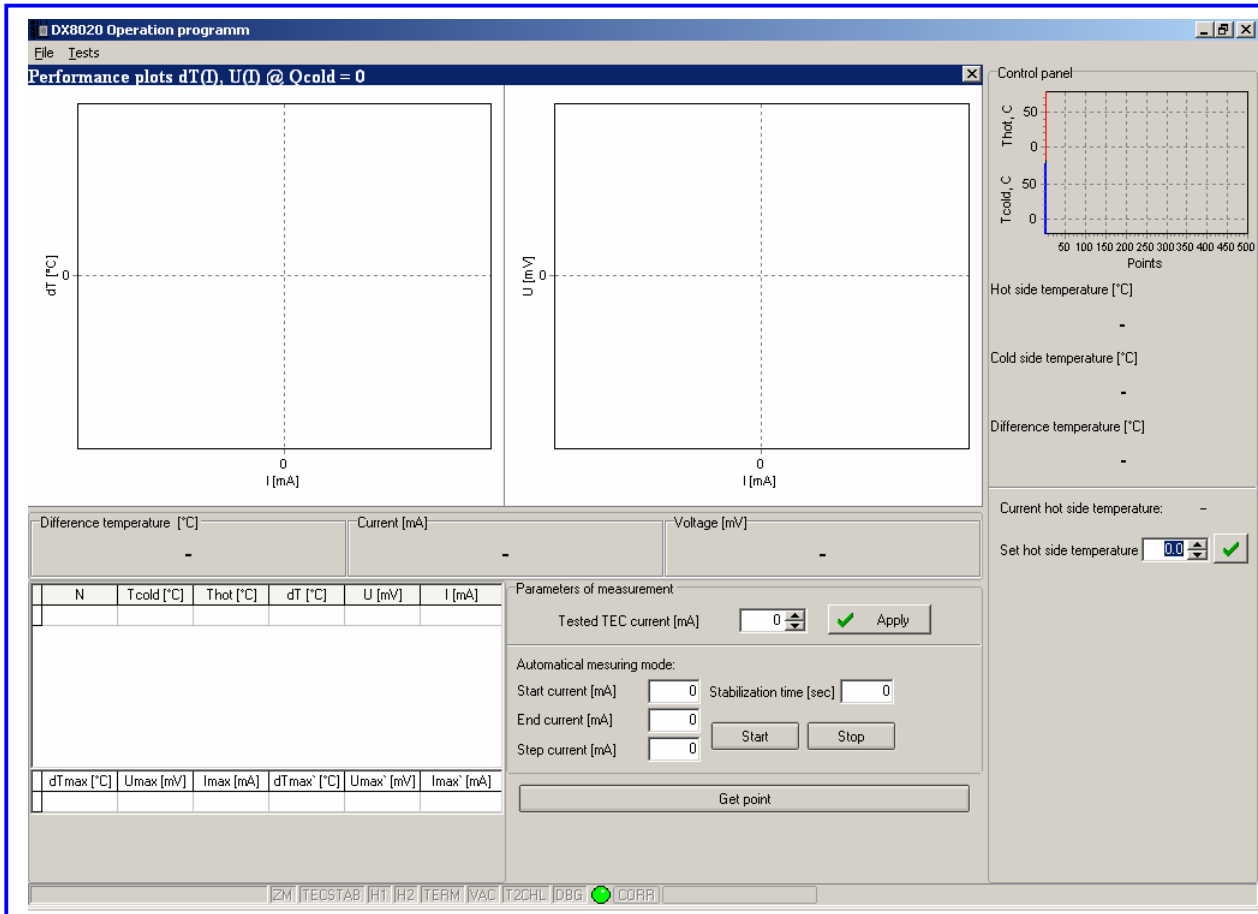 DX8020 Operation programm
File Tests
Performance plots dT(I), U(I) @ Qcold = 0
dT [°C]
0
0
I [mA]
U [mV]
0
0
I [mA]
Difference temperature [°C]
-
Current [mA]
-
Voltage [mV]
-
N Tcold [°C] Thot [°C] dT [°C] U [mV] I [mA]
dTmax [°C] Umax [mV] Imax [mA] dTmax` [°C] Umax` [mV] Imax` [mA]
Parameters of measurement
Tested TEC current [mA] 0 Apply
Automatical mesuring mode:
Start current [mA] 0 Stabilization time [sec] 0
End current [mA] 0
Start Stop
Step current [mA] 0
Get point
Control panel
Thot, C
50
0
Tcold, C
50
0
50 100 150 200 250 300 350 400 450 500
Points
Hot side temperature [°C]
-
Cold side temperature [°C]
-
Difference temperature [°C]
-
Current hot side temperature: -
Set hot side temperature 0.0
ZM TECSTAB H1 H2 TERM VAC T2CHL DBG CORR